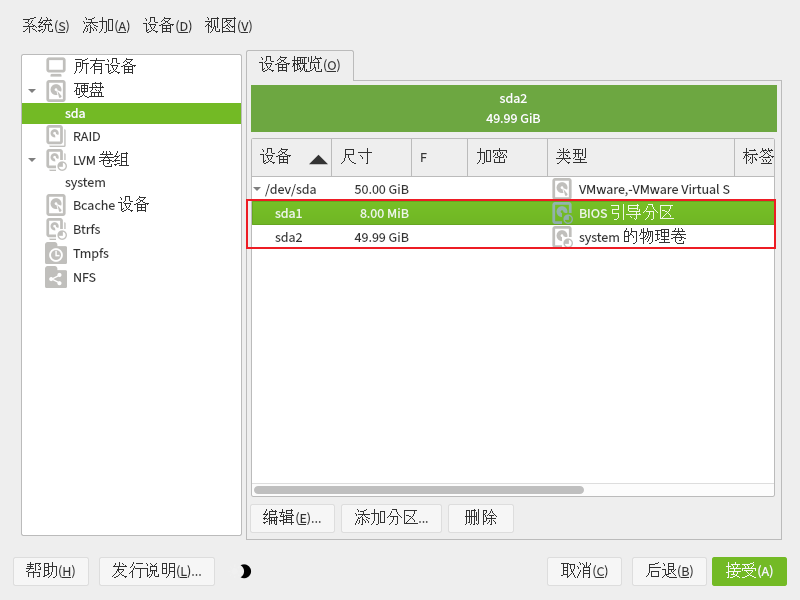 系统(S) 添加(A) 设备(D) 视图(V)
所有设备
硬盘
sda
RAID
LVM 卷组
system
Bcache 设备
Btrfs
Tmpfs
NFS
设备概览(O)
sda2
49.99 GiB
设备 尺寸 F 加密 类型 标签
/dev/sda 50.00 GiB VMware,-VMware Virtual S
sda1 8.00 MiB BIOS 引导分区
sda2 49.99 GiB system 的物理卷
编辑(E)... 添加分区... 删除
帮助(H) 发行说明(L)... 取消(C) 后退(B) 接受(A)